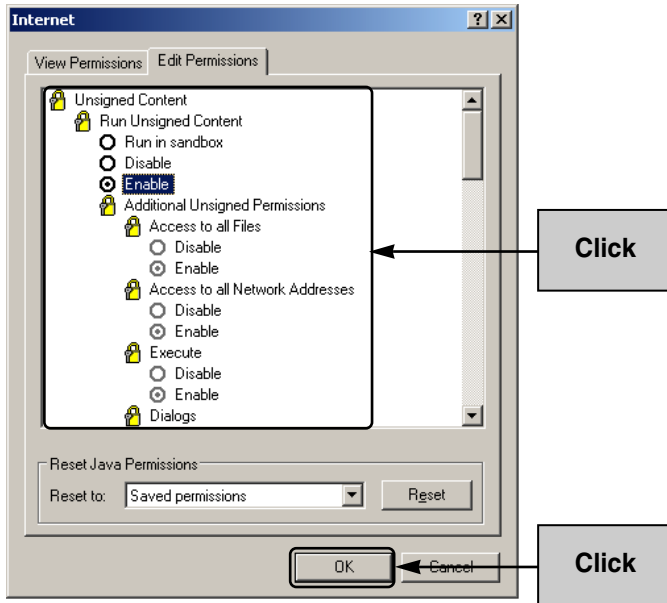 Internet
View Permissions
Edit Permissions
Unsigned Content
Run Unsigned Content
Run in sandbox
Disable
Enable
Additional Unsigned Permissions
Access to all Files
Disable
Enable
Click
Access to all Network Addresses
Disable
Enable
Execute
Disable
Enable
Dialogs
Reset Java Permissions
Reset to: Saved permissions Reset
OK Cancel
Click